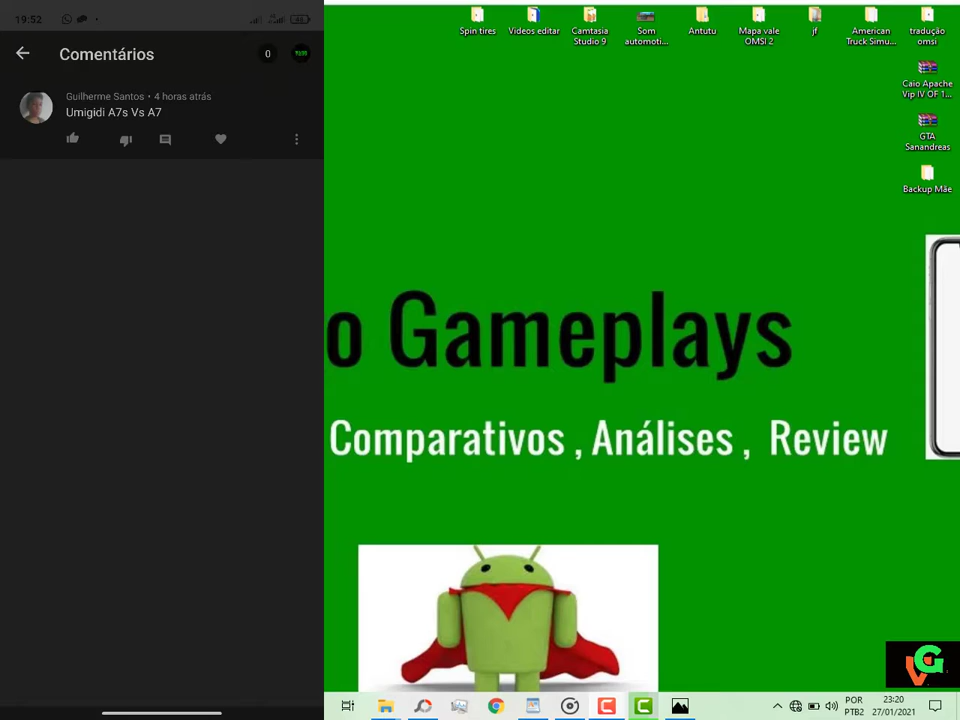 19:52
Comentários
0
Guilherme Santos • 4 horas atrás
Umigidi A7s Vs A7
Spin tires
Videos editar
Camtasia
Studio 9
Som
automoti...
Antutu
Mapa vale
OMSI 2
jf
American
Truck Simu...
tradução
omsi
Caio Apache
Vip IV OF 1...
GTA
Sanandreas
Backup Mãe
o Gameplays
Comparativos , Análises , Review
VG
POR
PTB2
23:20
27/01/2021